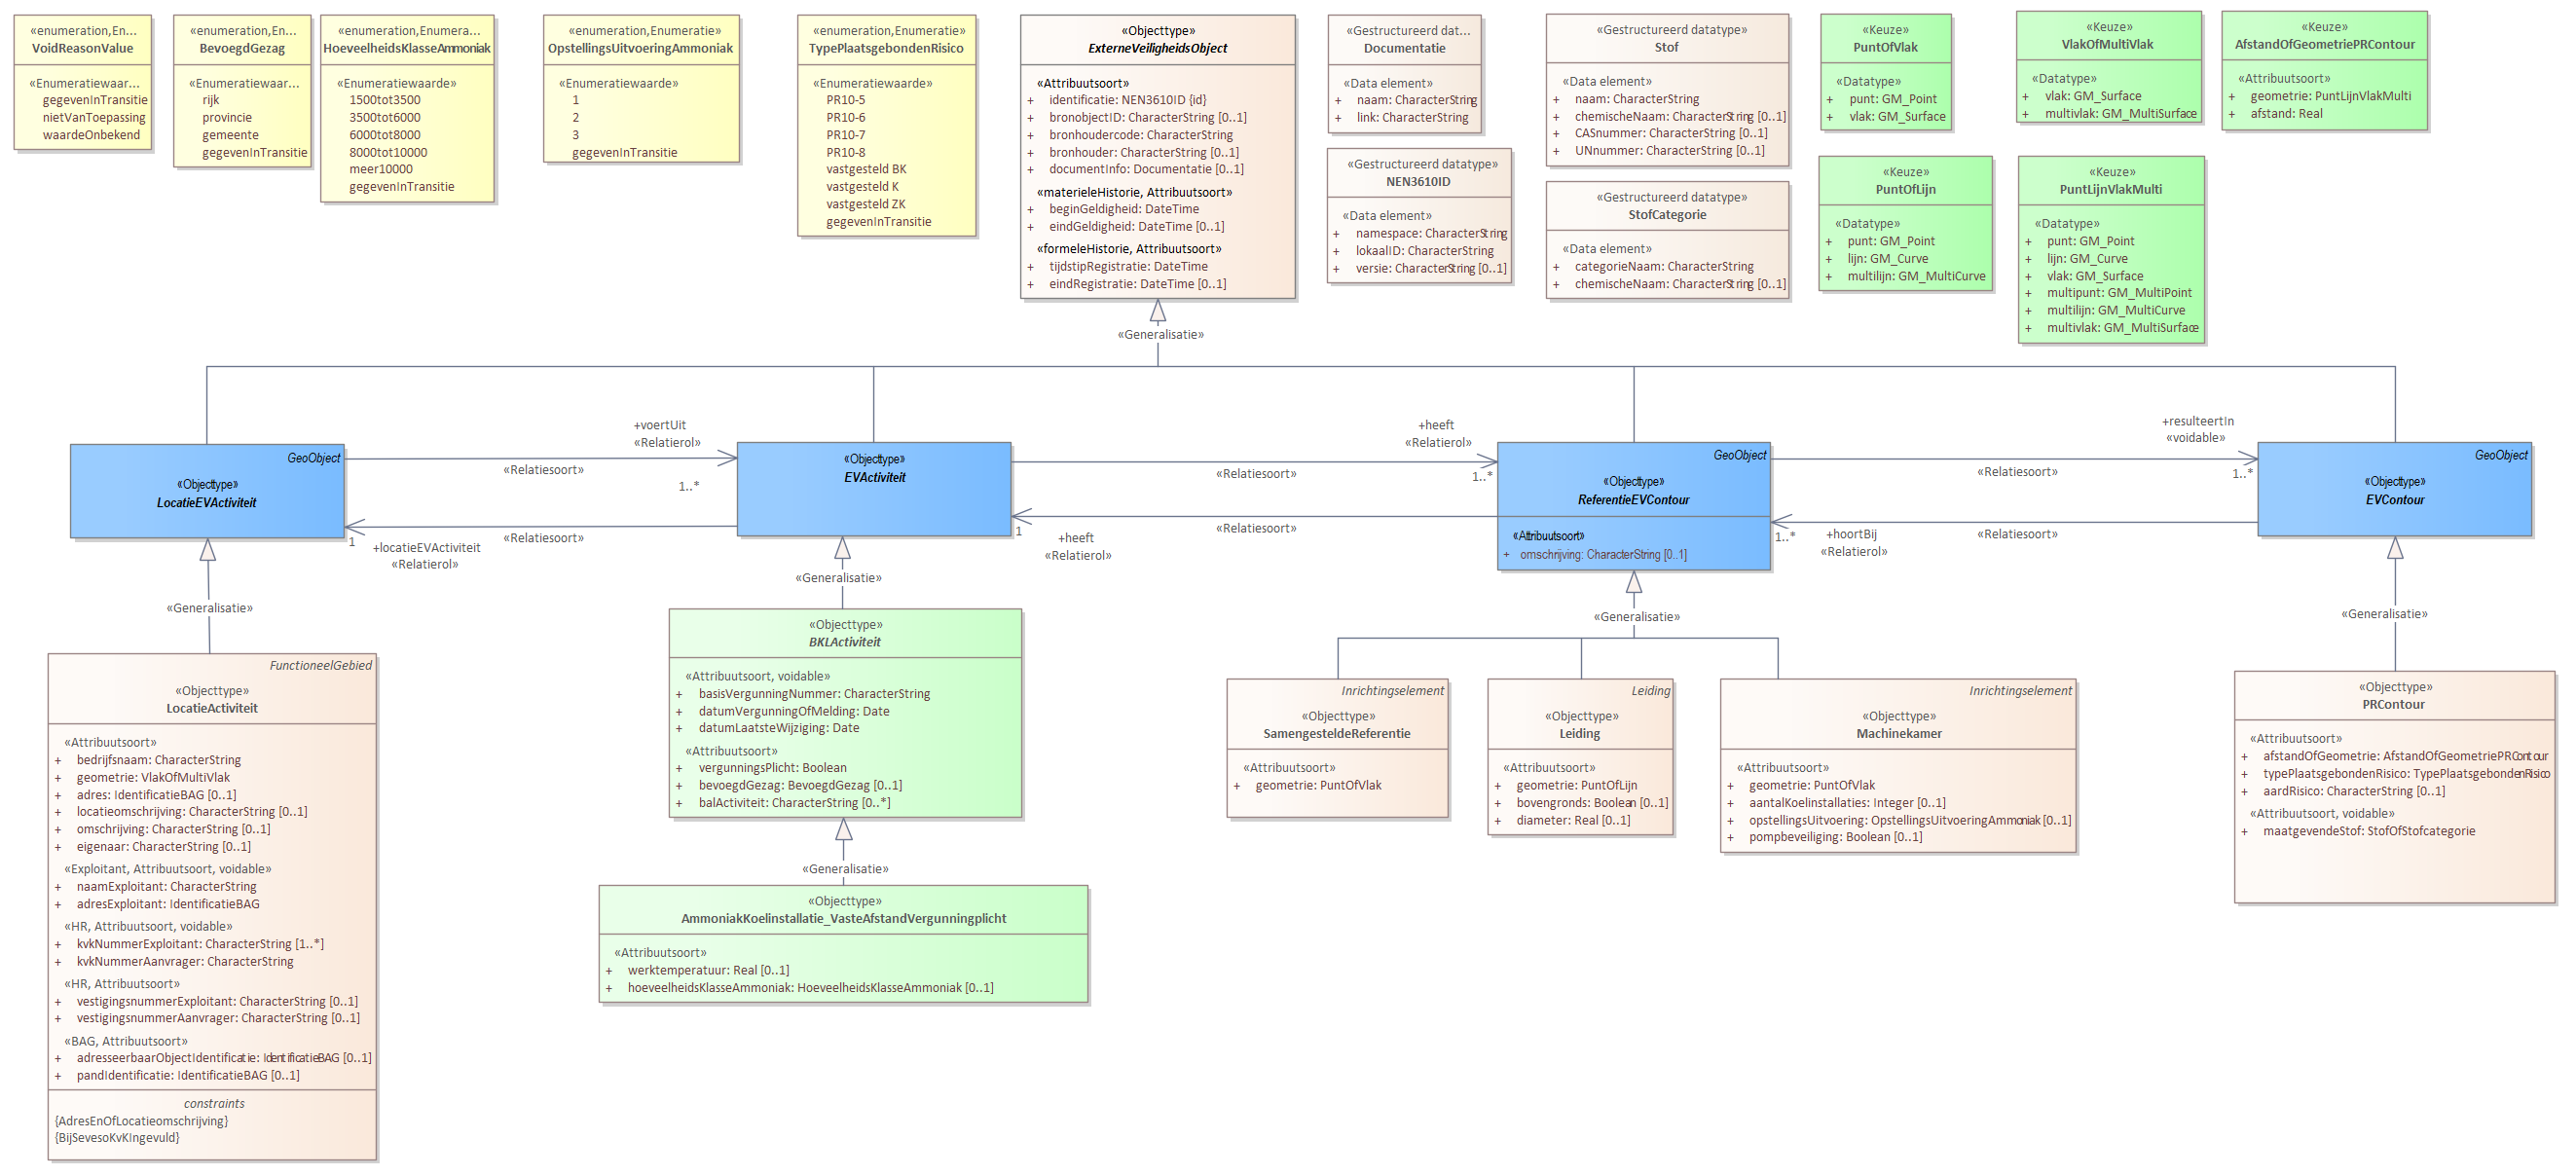 «enumeration,En...
VoidReasonValue
«Enumeratiewaar...
gegevenInTransitie
nietVanToepassing
waardeOnbekend
«enumeration,En...
BevoegdGezag
«Enumeratiewaar...
rijk
provincie
gemeente
gegevenInTransitie
«enumeration,Enumera...
HoeveelheidsKlasseAmmoniak
«Enumeratiewaarde»
1500tot3500
3500tot6000
6000tot8000
8000tot10000
meer10000
gegevenInTransitie
«enumeration,Enumeratie»
OpstellingsUitvoeringAmmoniak
«Enumeratiewaarde»
1
2
3
gegevenInTransitie
«enumeration,Enumeratie»
TypePlaatsgebondenRisico
«Enumeratiewaarde»
PR10-5
PR10-6
PR10-7
PR10-8
vastgesteld BK
vastgesteld K
vastgesteld ZK
gegevenInTransitie
«Objecttype»
ExterneVeiligheidsObject
«Attribuutsoort»
+ identificatie: NEN3610ID {id}
+ bronobjectID: CharacterString [0..1]
+ bronhoudercode: CharacterString
+ bronhouder: CharacterString [0..1]
+ documentInfo: Documentatie [0..1]
«materieleHistorie, Attribuutsoort»
+ beginGeldigheid: DateTime
+ eindGeldigheid: DateTime [0..1]
«formeleHistorie, Attribuutsoort»
+ tijdstipRegistratie: DateTime
+ eindRegistratie: DateTime [0..1]
«Gestructureerd dat...
Documentatie
«Data element»
+ naam: CharacterString
+ link: CharacterString
«Gestructureerd datatype»
NEN3610ID
«Data element»
+ namespace: CharacterString
+ lokaalID: CharacterString
+ versie: CharacterString [0..1]
«Gestructureerd datatype»
Stof
«Data element»
+ naam: CharacterString
+ chemischeNaam: CharacterString [0..1]
+ CASnummer: CharacterString [0..1]
+ UNnummer: CharacterString [0..1]
«Gestructureerd datatype»
StofCategorie
«Data element»
+ categorieNaam: CharacterString
+ chemischeNaam: CharacterString [0..1]
«Keuze»
PuntOfVlak
«Datatype»
+ punt: GM_Point
+ vlak: GM_Surface
«Keuze»
PuntOfLijn
«Datatype»
+ punt: GM_Point
+ lijn: GM_Curve
+ multilijn: GM_MultiCurve
«Keuze»
VlakOfMultiVlak
«Datatype»
+ vlak: GM_Surface
+ multivlak: GM_MultiSurface
«Keuze»
PuntLijnVlakMulti
«Datatype»
+ punt: GM_Point
+ lijn: GM_Curve
+ vlak: GM_Surface
+ multipunt: GM_MultiPoint
+ multilijn: GM_MultiCurve
+ multivlak: GM_MultiSurface
«Keuze»
AfstandOfGeometriePRContour
«Attribuutsoort»
+ geometrie: PuntLijnVlakMulti
+ afstand: Real
«Generalisatie»
GeoObject
«Objecttype»
LocatieEVActiviteit
+voertUit
«Relatierol»
«Relatiesoort»
1..*
«Relatiesoort»
1
+locatieEVActiviteit
«Relatierol»
«Objecttype»
EVActiviteit
+heeft
«Relatierol»
«Relatiesoort»
1..*
«Relatiesoort»
1
+heeft
«Relatierol»
GeoObject
«Objecttype»
ReferentieEVContour
«Attribuutsoort»
+ omschrijving: CharacterString [0..1]
+resulteertIn
«voidable»
«Relatiesoort»
1..*
«Relatiesoort»
1..*
+hoortBij
«Relatierol»
GeoObject
«Objecttype»
EVContour
«Generalisatie»
«Generalisatie»
«Generalisatie»
«Generalisatie»
FunctioneelGebied
«Objecttype»
LocatieActiviteit
«Attribuutsoort»
+ bedrijfsnaam: CharacterString
+ geometrie: VlakOfMultiVlak
+ adres: IdentificatieBAG [0..1]
+ locatieomschrijving: CharacterString [0..1]
+ omschrijving: CharacterString [0..1]
+ eigenaar: CharacterString [0..1]
«Exploitant, Attribuutsoort, voidable»
+ naamExploitant: CharacterString
+ adresExploitant: IdentificatieBAG
«HR, Attribuutsoort, voidable»
+ kvkNummerExploitant: CharacterString [1..*]
+ kvkNummerAanvrager: CharacterString
«HR, Attribuutsoort»
+ vestigingsnummerExploitant: CharacterString [0..1]
+ vestigingsnummerAanvrager: CharacterString [0..1]
«BAG, Attribuutsoort»
+ adresseerbaarObjectIdentificatie: IdentificatieBAG [0..1]
+ pandIdentificatie: IdentificatieBAG [0..1]
constraints
{AdresEnOfLocatieomschrijving}
{BijSevesoKvKIngevuld}
«Objecttype»
BKLActiviteit
«Attribuutsoort, voidable»
+ basisVergunningNummer: CharacterString
+ datumVergunningOfMelding: Date
+ datumLaatsteWijziging: Date
«Attribuutsoort»
+ vergunningsPlicht: Boolean
+ bevoegdGezag: BevoegdGezag [0..1]
+ balActiviteit: CharacterString [0..*]
«Generalisatie»
«Objecttype»
AmmoniakKoelinstallatie_VasteAfstandVergunningplicht
«Attribuutsoort»
+ werktemperatuur: Real [0..1]
+ hoeveelheidsKlasseAmmoniak: HoeveelheidsKlasseAmmoniak [0..1]
Inrichtingselement
«Objecttype»
SamengesteldeReferentie
«Attribuutsoort»
+ geometrie: PuntOfVlak
Leiding
«Objecttype»
Leiding
«Attribuutsoort»
+ geometrie: PuntOfLijn
+ bovengronds: Boolean [0..1]
+ diameter: Real [0..1]
Inrichtingselement
«Objecttype»
Machinekamer
«Attribuutsoort»
+ geometrie: PuntOfVlak
+ aantalKoelinstallaties: Integer [0..1]
+ opstellingsUitvoering: OpstellingsUitvoeringAmmoniak [0..1]
+ pompbeveiliging: Boolean [0..1]
«Objecttype»
PRContour
«Attribuutsoort»
+ afstandOfGeometrie: AfstandOfGeometriePRContour
+ typePlaatsgebondenRisico: TypePlaatsgebondenRisico
+ aardRisico: CharacterString [0..1]
«Attribuutsoort, voidable»
+ maatgevendeStof: StofOfStofcategorie